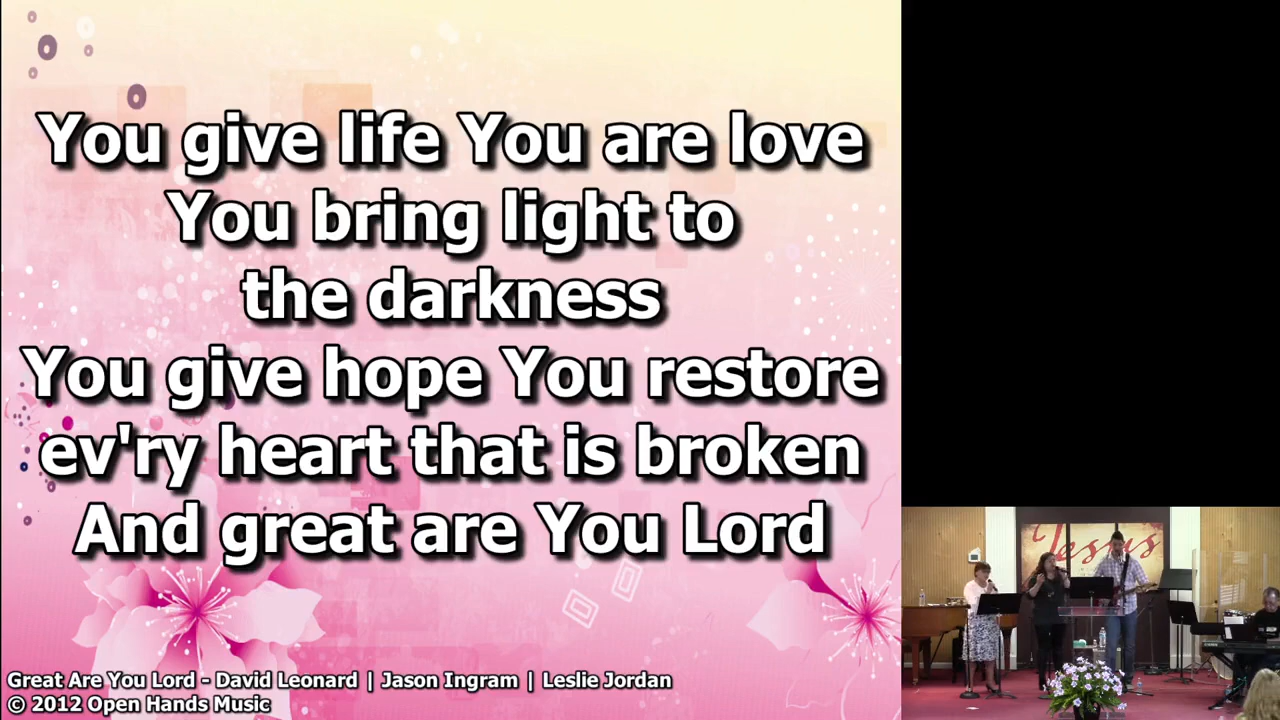 You give life You are love
You bring light to
the darkness
You give hope You restore
ev'ry heart that is broken
And great are You Lord
Great Are You Lord - David Leonard | Jason Ingram | Leslie Jordan
© 2012 Open Hands Music
Jesus